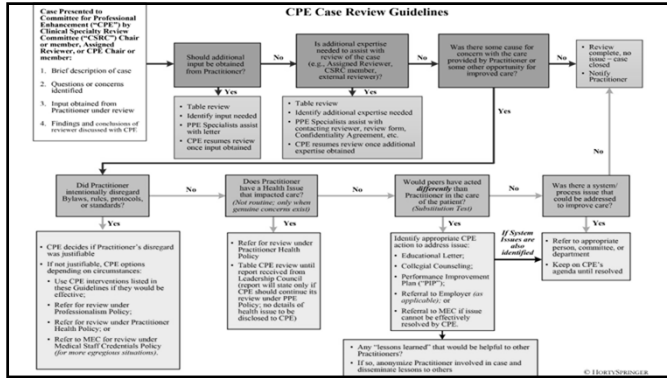 CPE Case Review Guidelines
Case Presented to
Committee for Professional
Enhancement ("CPE") by
Clinical Specialty Review
Committee ("CSRC") Chair
or member, Assigned
Reviewer, or CPE Chair or
member:
1. Brief description of case
2. Questions or concerns
identified
3. Input obtained from
Practitioner under review
4. Findings and conclusions of
reviewer discussed with CPE
Should additional
input be obtained
from Practitioner?
No
Yes
• Table review
• Identify input needed
• PPE Specialists assist
with letter
• CPE resumes review
once input obtained
Is additional expertise
needed to assist with
review of the case
(e.g., Assigned Reviewer,
CSRC member,
external reviewer)?
No
Yes
• Table review
• Identify additional expertise needed
• PPE Specialists assist with
contacting reviewer, review form,
Confidentiality Agreement, etc.
• CPE resumes review once additional
expertise obtained
Was there some cause for
concern with the care
provided by Practitioner or
some other opportunity for
improved care?
No
Yes
• Review
complete, no
issue – case
closed
• Notify
Practitioner
Did Practitioner
intentionally disregard
Bylaws, rules, protocols,
or standards?
No
Yes
• CPE decides if Practitioner's disregard
was justifiable
• If not justifiable, CPE options
depending on circumstances:
• Use CPE interventions listed in
these Guidelines if they would be
effective;
• Refer for review under
Professionalism Policy;
• Refer for review under Practitioner
Health Policy; or
• Refer to MEC for review under
Medical Staff Credentials Policy
(for more egregious situations).
Does Practitioner
have a Health Issue
that impacted care?
(Not routine; only when
genuine concerns exist)
No
Yes
• Refer for review under
Practitioner Health
Policy
• Table CPE review until
report received from
Leadership Council
(report will state only if
CPE should continue its
review under PPE Policy;
no details of
health issue to be
disclosed to CPE)
Would peers have acted
differently than
Practitioner in the care
of the patient?
(Substitution Test)
No
Yes
Identify appropriate CPE
action to address issue:
• Educational Letter;
• Collegial Counseling;
• Performance Improvement
Plan ("PIP");
• Referral to Employer (as
applicable); or
• Referral to MEC if issue
cannot be effectively
resolved by CPE.
If System
Issues are
also
identified
Was there a system/
process issue that
could be addressed
to improve care?
No
Yes
• Refer to appropriate
person, committee, or
department
• Keep on CPE's
agenda until resolved
• Any "lessons learned" that would be helpful to other
Practitioners?
• If so, anonymize Practitioner involved in case and
disseminate lessons to others
© HORTYSPRINGER